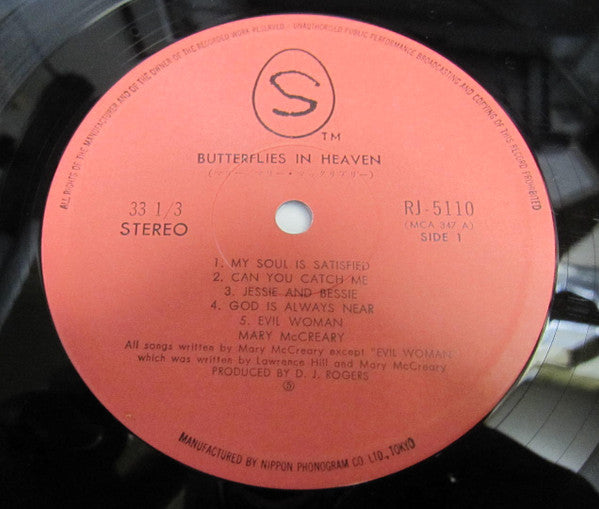 ALL RIGHTS OF THE MANUFACTURER AND OF THE OWNER OF THE RECORDED WORK RESERVED - UNAUTHORISED PUBLIC PERFORMANCE BROADCASTING AND COPYING OF THIS RECORD PROHIBITED
S
TM
BUTTERFLIES IN HEAVEN
33 1/3
STEREO
RJ-5110
(MCA 347 A)
SIDE 1
1. MY SOUL IS SATISFIED
2. CAN YOU CATCH ME
3. JESSIE AND BESSIE
4. GOD IS ALWAYS NEAR
5. EVIL WOMAN
MARY McCREARY
All songs written by Mary McCreary except "EVIL WOMAN"
which was written by Lawrence Hill and Mary McCreary
PRODUCED BY D. J. ROGERS
MANUFACTURED BY NIPPON PHONOGRAM CO. LTD., TOKYO